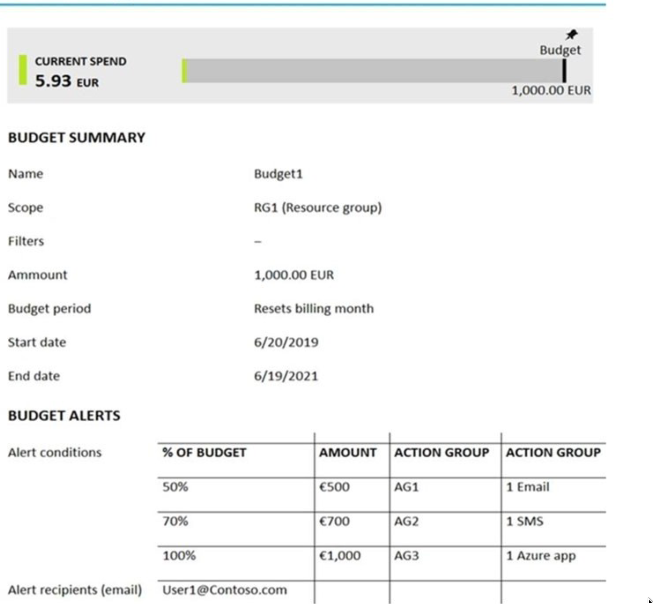 CURRENT SPEND
5.93 EUR
Budget
1,000.00 EUR
BUDGET SUMMARY
Name Budget1
Scope RG1 (Resource group)
Filters –
Ammount 1,000.00 EUR
Budget period Resets billing month
Start date 6/20/2019
End date 6/19/2021
BUDGET ALERTS
Alert conditions % OF BUDGET AMOUNT ACTION GROUP ACTION GROUP
50% €500 AG1 1 Email
70% €700 AG2 1 SMS
100% €1,000 AG3 1 Azure app
Alert recipients (email) User1@Contoso.com